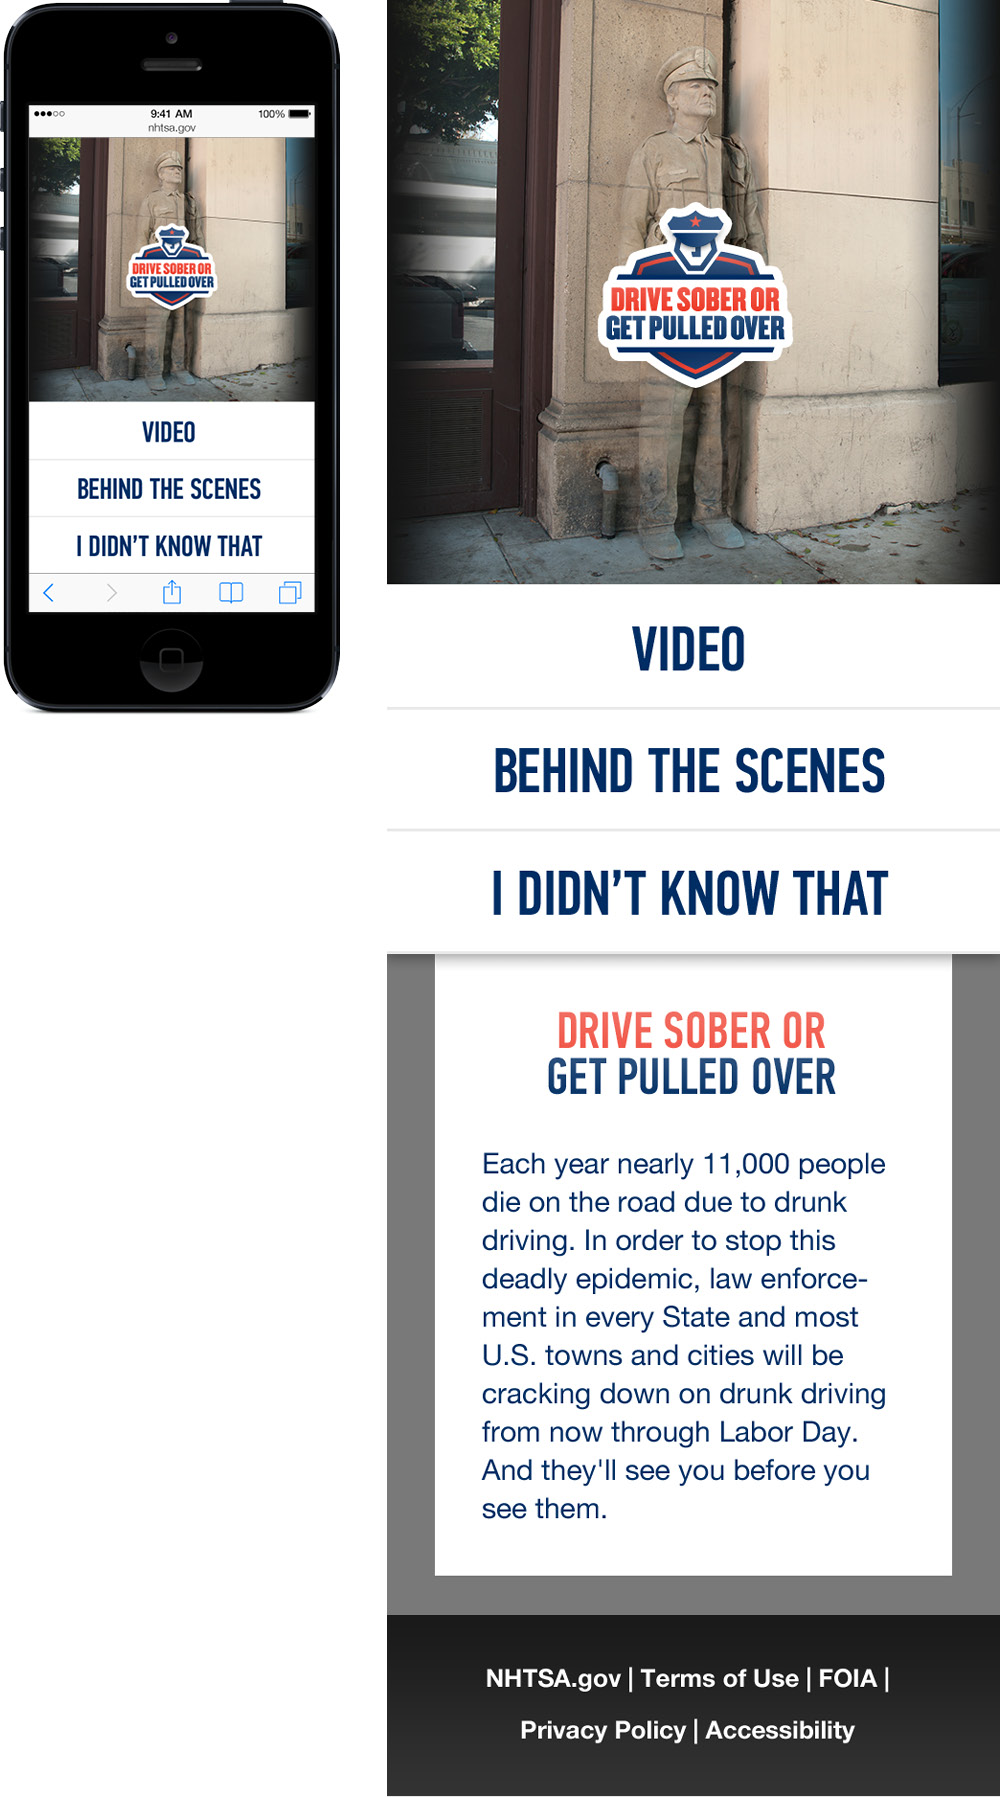 9:41 AM
100%
nhtsa.gov
DRIVE SOBER OR
GET PULLED OVER
VIDEO
BEHIND THE SCENES
I DIDN'T KNOW THAT
DRIVE SOBER OR
GET PULLED OVER
VIDEO
BEHIND THE SCENES
I DIDN'T KNOW THAT
DRIVE SOBER OR
GET PULLED OVER
Each year nearly 11,000 people
die on the road due to drunk
driving. In order to stop this
deadly epidemic, law enforce-
ment in every State and most
U.S. towns and cities will be
cracking down on drunk driving
from now through Labor Day.
And they'll see you before you
see them.
NHTSA.gov | Terms of Use | FOIA |
Privacy Policy | Accessibility